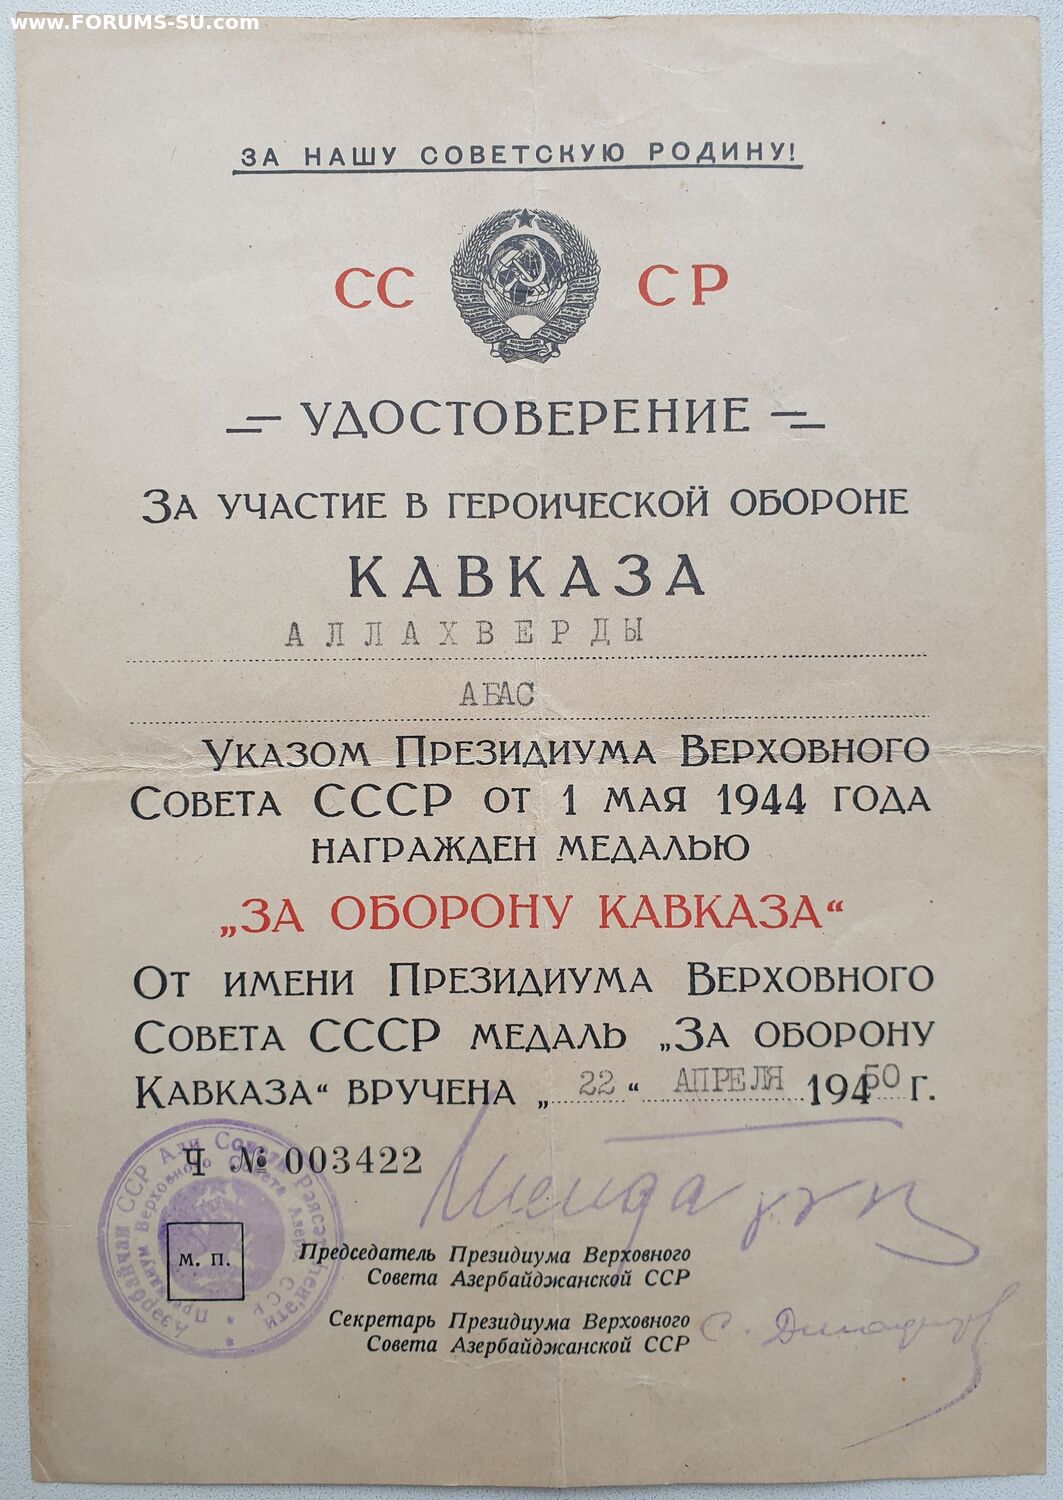 www.FORUMS-SU.com
ЗА НАШУ СОВЕТСКУЮ РОДИНУ!
СС СР
УДОСТОВЕРЕНИЕ
ЗА УЧАСТИЕ В ГЕРОИЧЕСКОЙ ОБОРОНЕ
КАВКАЗА
АЛЛАХВЕРДЫ
АБАС
УКАЗОМ ПРЕЗИДИУМА ВЕРХОВНОГО
СОВЕТА СССР ОТ 1 МАЯ 1944 ГОДА
НАГРАЖДЕН МЕДАЛЬЮ
„ЗА ОБОРОНУ КАВКАЗА“
ОТ ИМЕНИ ПРЕЗИДИУМА ВЕРХОВНОГО
СОВЕТА СССР МЕДАЛЬ „ЗА ОБОРОНУ
КАВКАЗА“ ВРУЧЕНА „22“ АПРЕЛЯ 19450 Г.
Ч № 003422
м. п.
Председатель Президиума Верховного
Совета Азербайджанской ССР
Секретарь Президиума Верховного
Совета Азербайджанской ССР